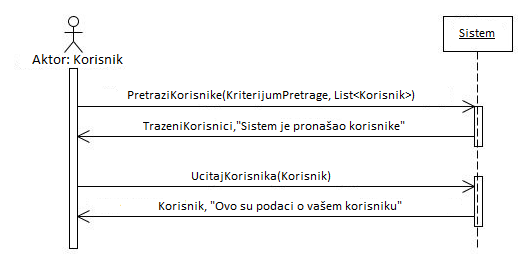 Sistem
Aktor: Korisnik
PretraziKorisnike(KriterijumPretrage, List<Korisnik>)
TrazeniKorisnici,"Sistem je pronašao korisnike"
UcitajKorisnika(Korisnik)
Korisnik, "Ovo su podaci o vašem korisniku"